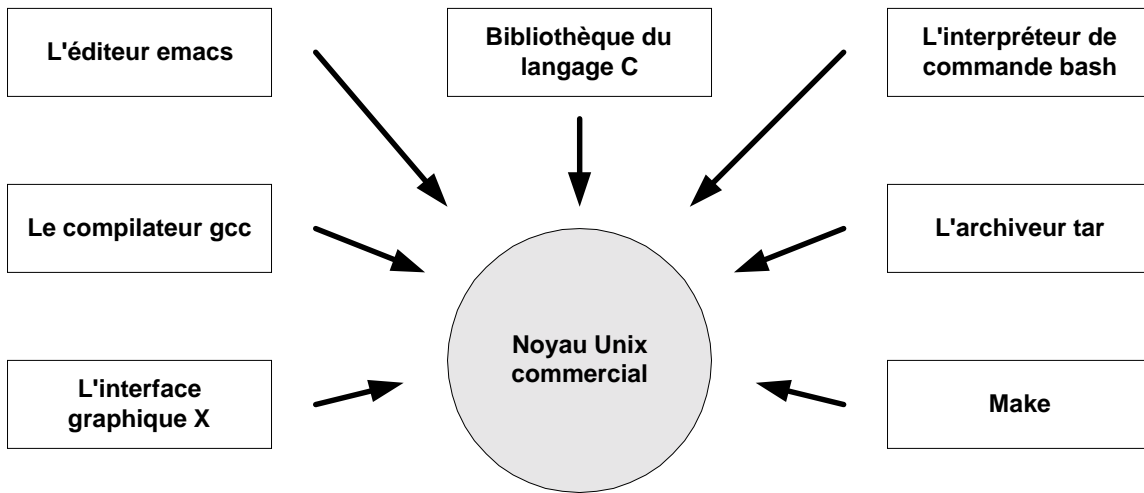 L'éditeur emacs
Bibliothèque du
langage C
L'interpréteur de
commande bash
Le compilateur gcc
L'archiveur tar
Noyau Unix
commercial
L'interface
graphique X
Make